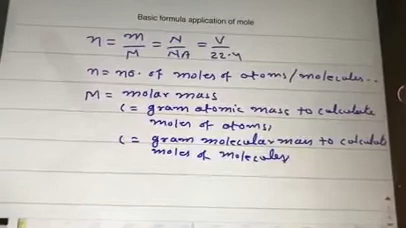 Basic formula application of mole
n = m/M = N/NA = V/22.4
n = no. of moles of atoms/molecules..
M = molar mass
(= gram atomic mass to calculate
moles of atoms,
(= gram molecular mass to calculate
moles of molecules